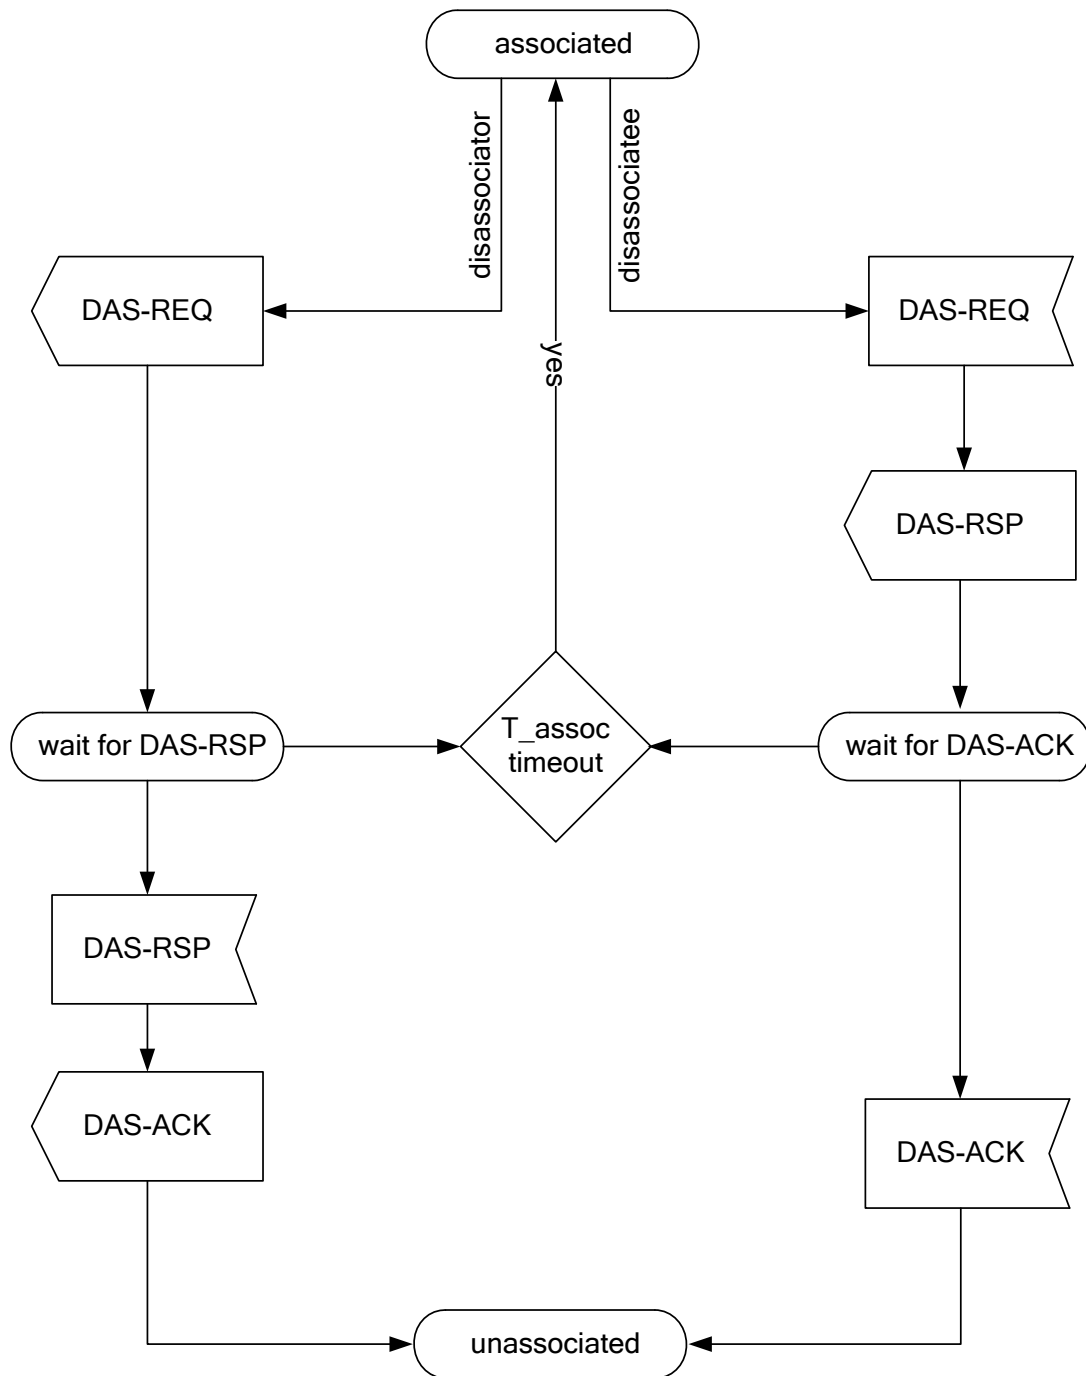 associated
disassociator
disassociatee
DAS-REQ
DAS-REQ
yes
DAS-RSP
wait for DAS-RSP
T_assoc
timeout
wait for DAS-ACK
DAS-RSP
DAS-ACK
DAS-ACK
unassociated